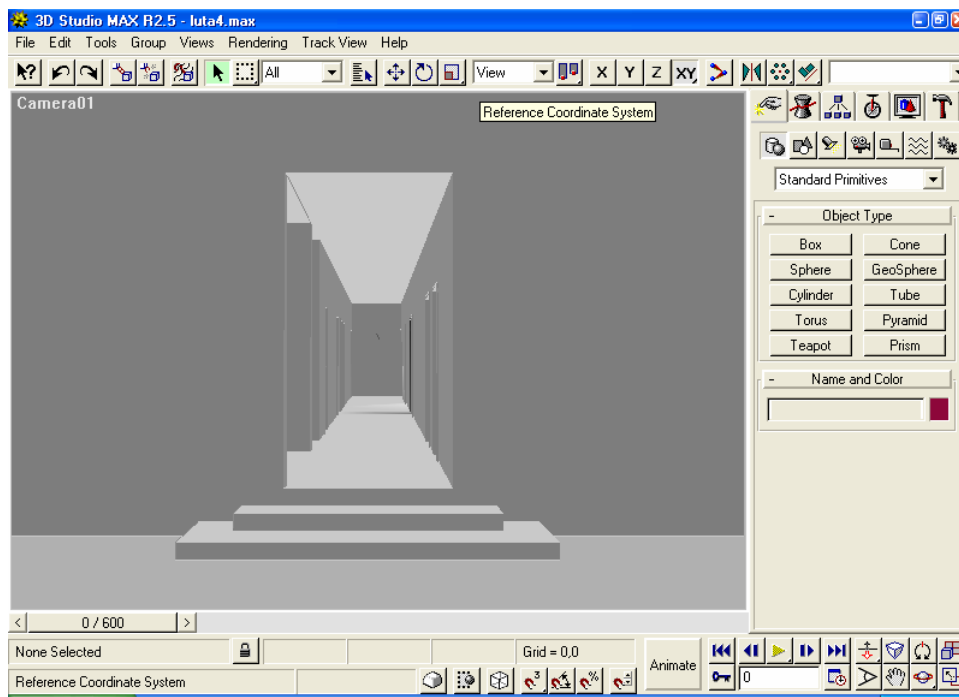 3D Studio MAX R2.5 - luta4.max
File Edit Tools Group Views Rendering Track View Help
All View X Y Z XY
Camera01
Reference Coordinate System
Standard Primitives
- Object Type
Box Cone
Sphere GeoSphere
Cylinder Tube
Torus Pyramid
Teapot Prism
- Name and Color
< 0 / 600 >
None Selected Grid = 0,0 Animate
Reference Coordinate System 3 % 0